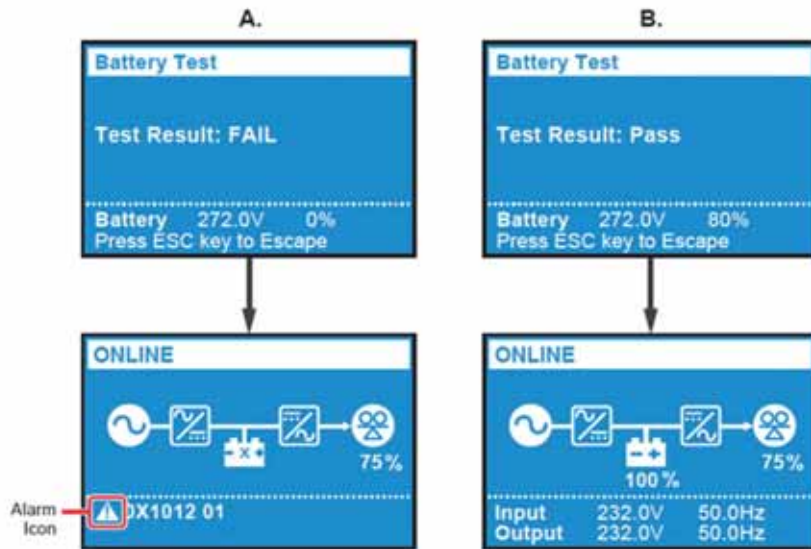 A.
Battery Test
Test Result: FAIL
Battery 272.0V 0%
Press ESC key to Escape
ONLINE
75%
Alarm
Icon
0X1012 01
B.
Battery Test
Test Result: Pass
Battery 272.0V 80%
Press ESC key to Escape
ONLINE
100%
75%
Input 232.0V 50.0Hz
Output 232.0V 50.0Hz